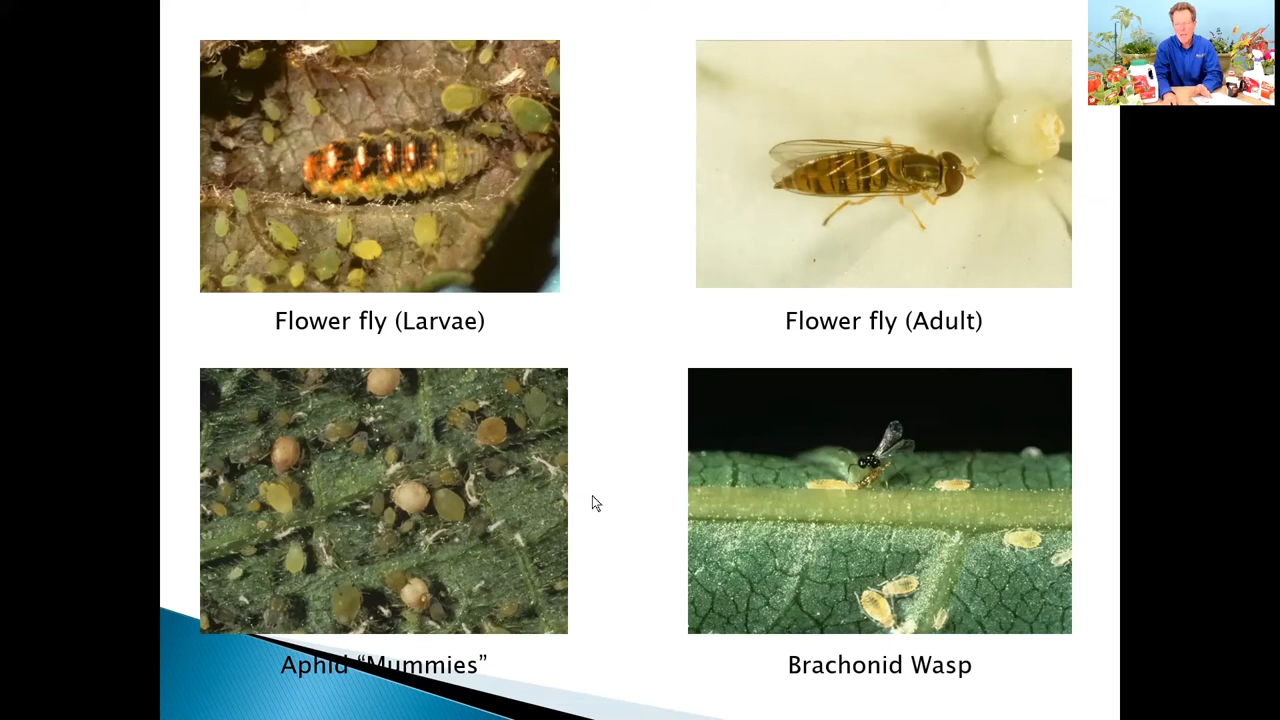 Flower fly (Larvae)
Flower fly (Adult)
Aphid “Mummies”
Brachonid Wasp